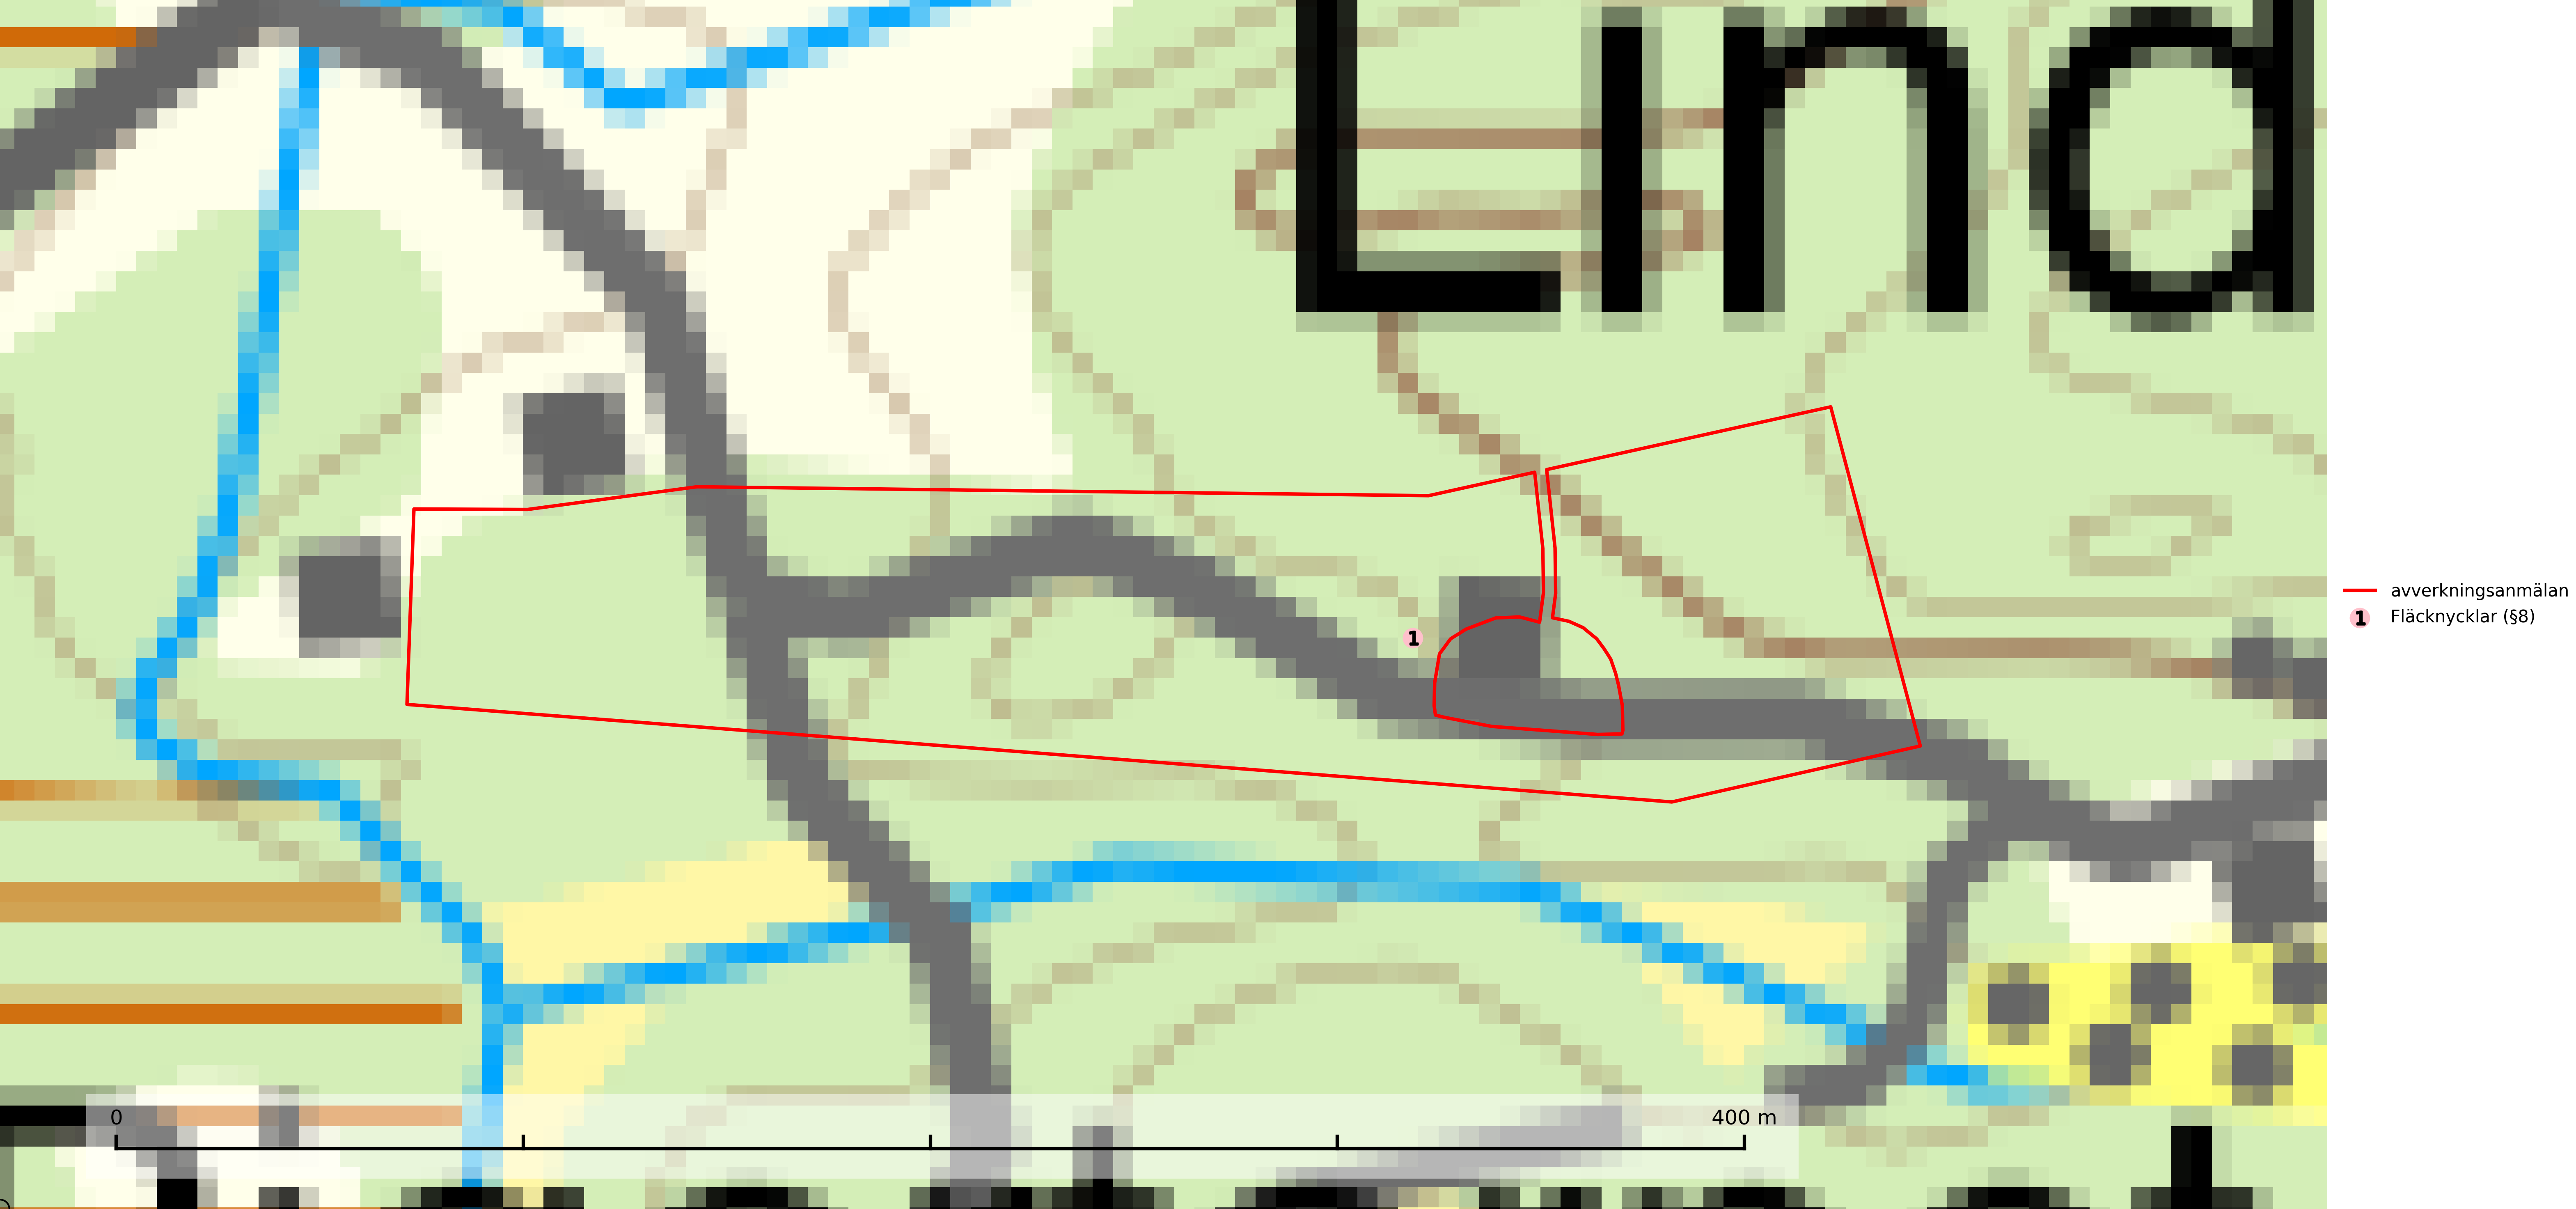 Lind
1
avverkningsanmälan
1 Fläcknycklar (§8)
0 400 m